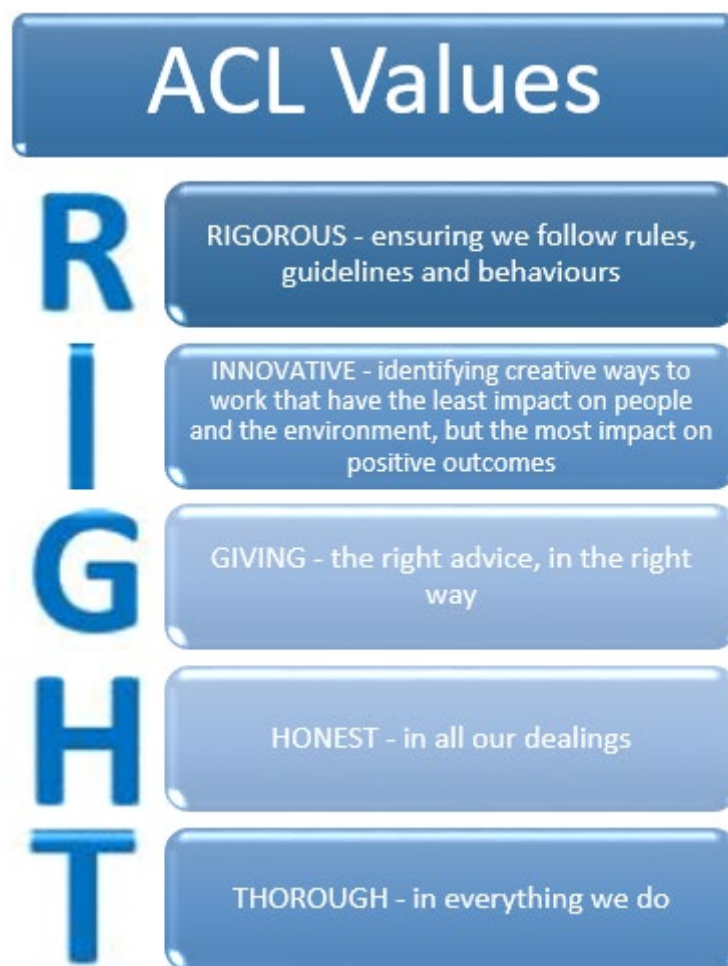 ACL Values
R
RIGOROUS - ensuring we follow rules,
guidelines and behaviours
I
INNOVATIVE - identifying creative ways to
work that have the least impact on people
and the environment, but the most impact on
positive outcomes
G
GIVING - the right advice, in the right
way
H
HONEST - in all our dealings
T
THOROUGH - in everything we do